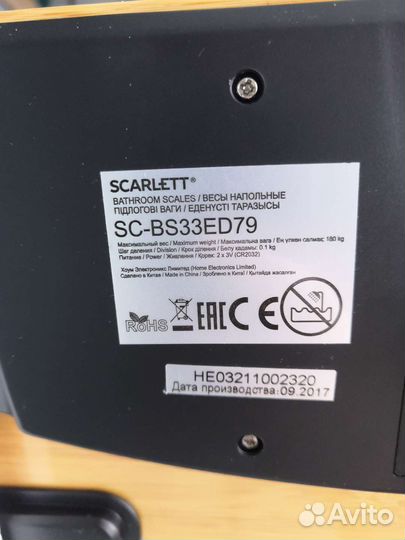 SCARLETT®
BATHROOM SCALES / ВЕСЫ НАПОЛЬНЫЕ
ПІДЛОГОВІ ВАГИ / ЕДЕНУСТІ ТАРАЗЫСЫ
SC-BS33ED79
Максимальный вес / Maximum weight / Максимальна вага / Ең үлкен салмақ: 180 kg
Шаг деления / Division / Крок ділення / Бөлу қадамы: 0.1 kg
Питание / Power / Живлення / Қорек: 2 x 3V (CR2032)
Хоум Электроникс Лимитед (Home Electronics Limited)
Сделано в Китае / Made in China / Зроблено в Китаї / Қытайда жасалған
RoHS
EAC
CE
HE03211002320
Дата производства: 09.2017
Avito